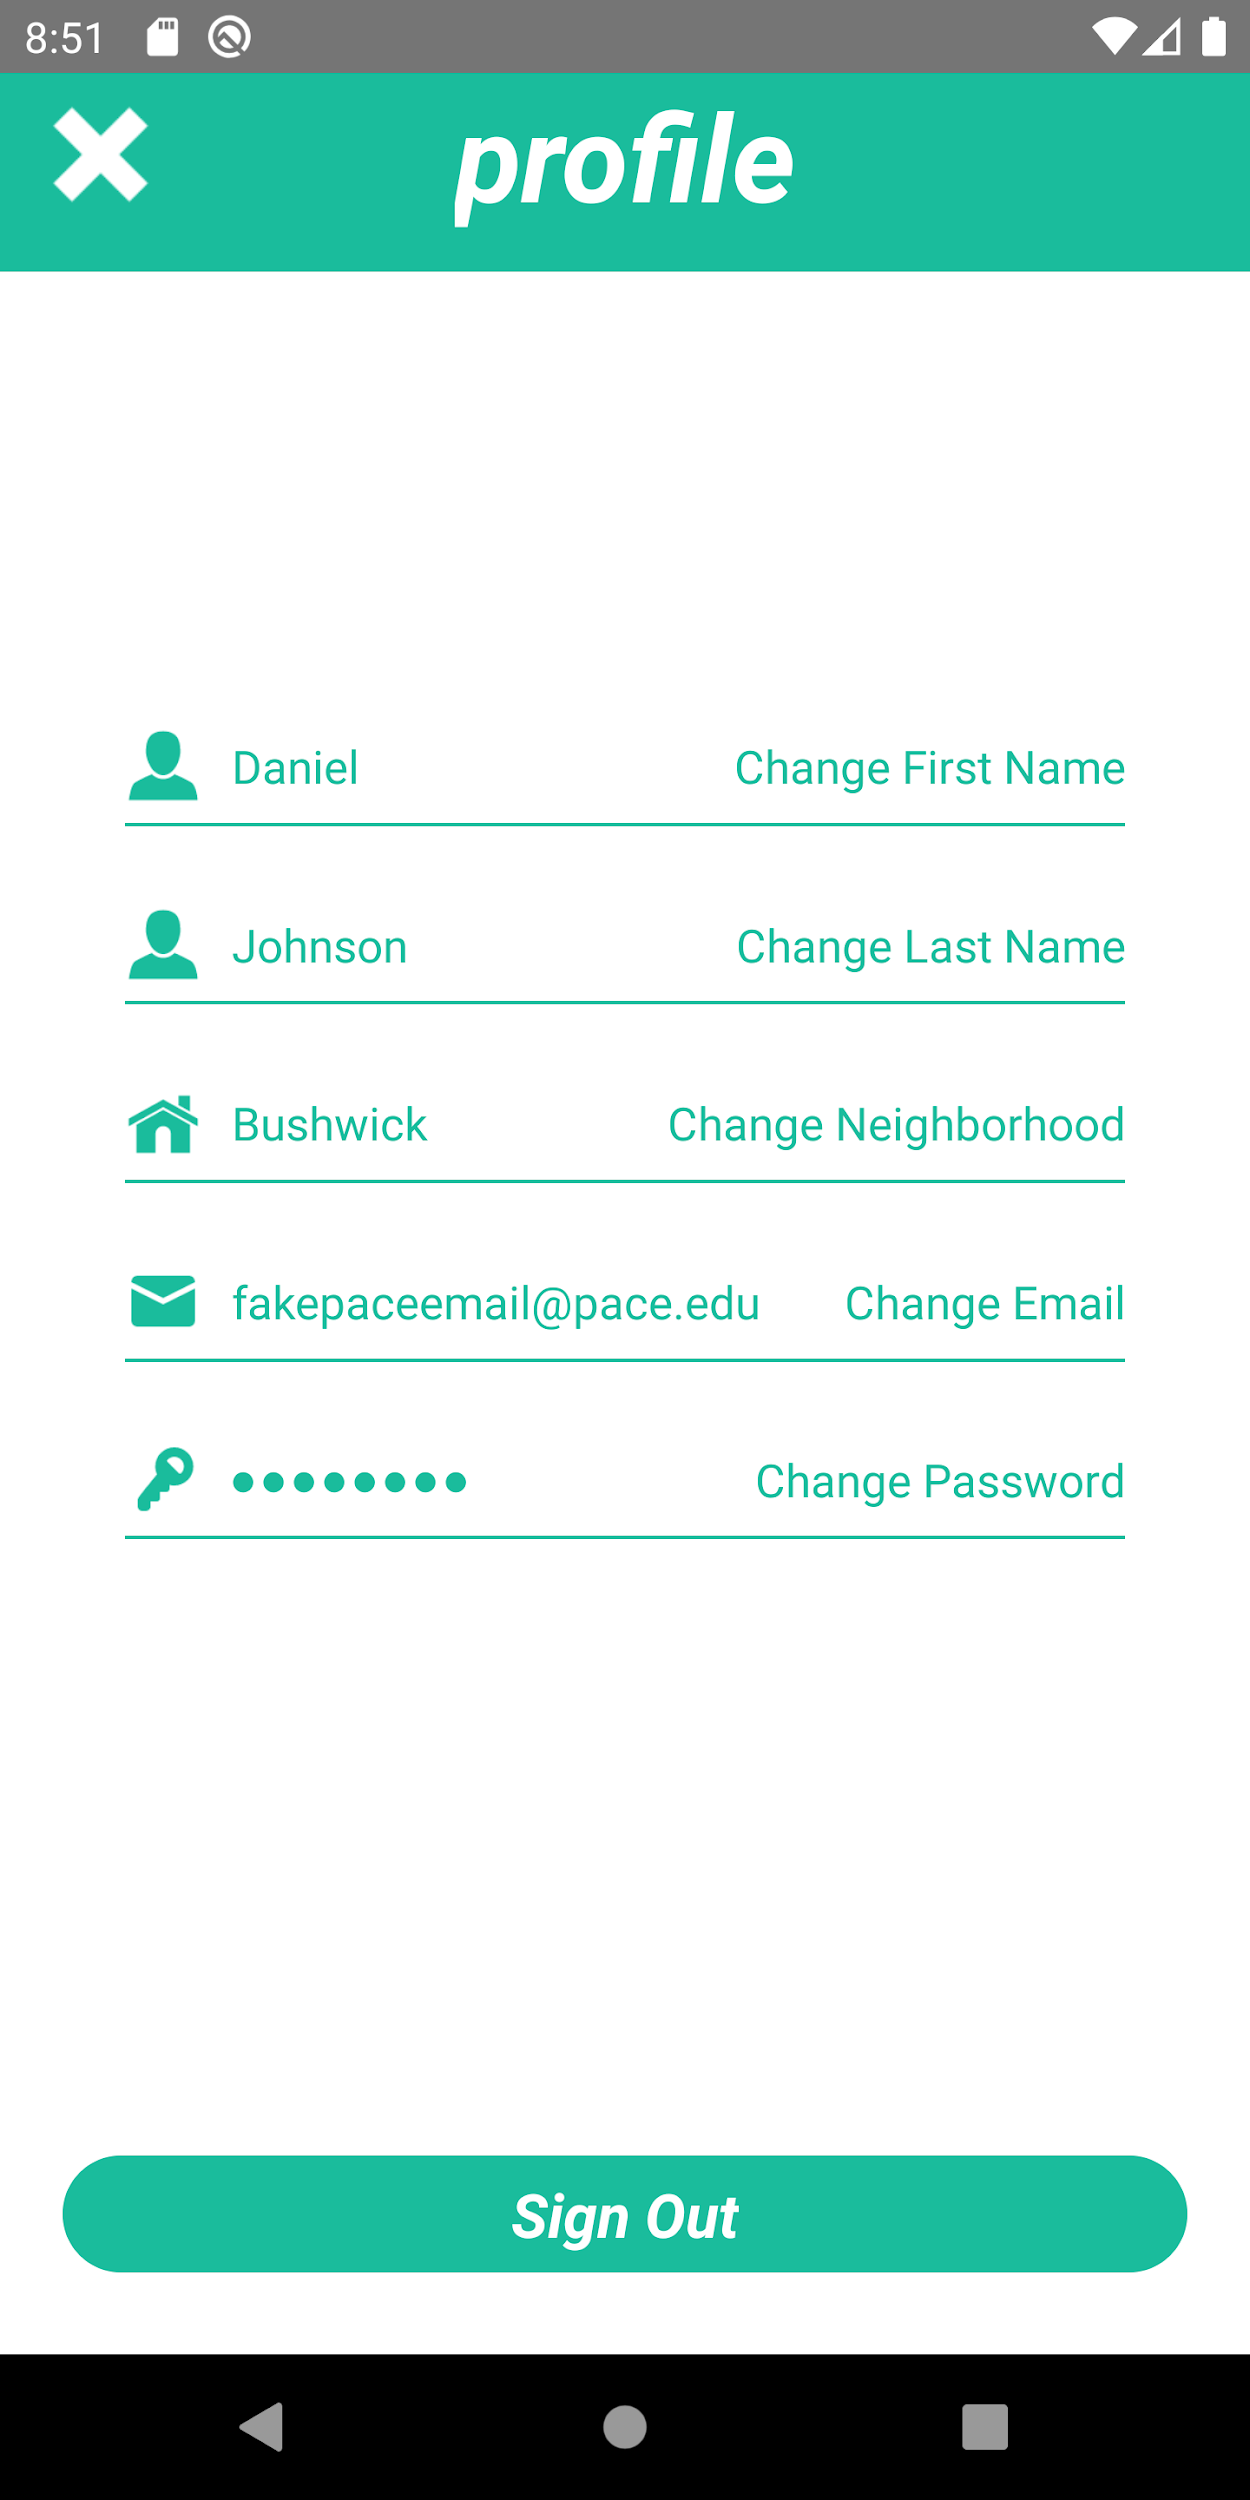 8:51
profile
Daniel Change First Name
Johnson Change Last Name
Bushwick Change Neighborhood
fakepaceemail@pace.edu Change Email
•••••••• Change Password
Sign Out